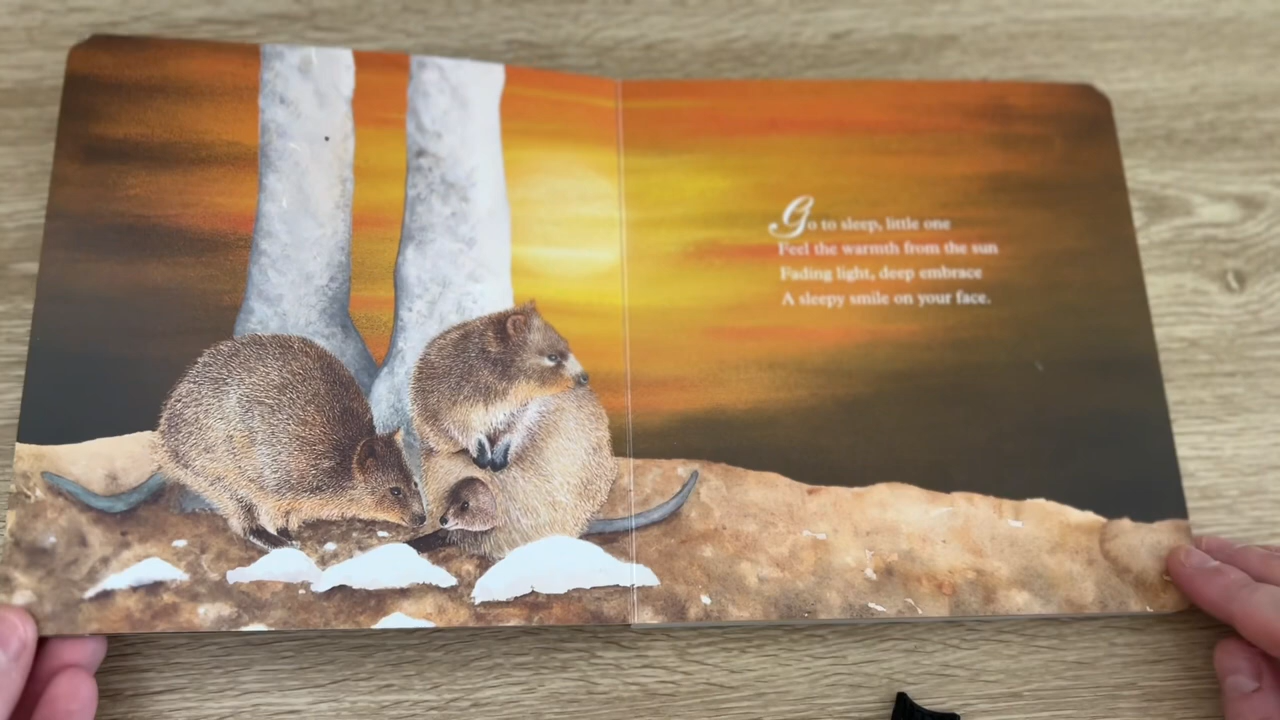 Go to sleep, little one
Feel the warmth from the sun
Fading light, deep embrace
A sleepy smile on your face.